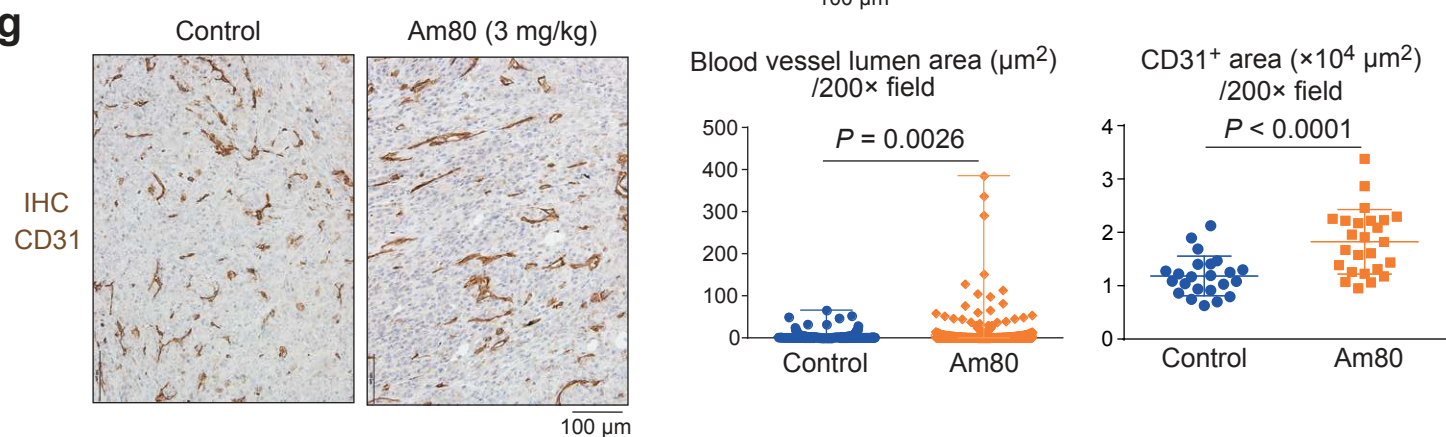 g
100 µm
Control
Am80 (3 mg/kg)
IHC
CD31
100 µm
Blood vessel lumen area (µm²)
/200× field
P = 0.0026
500
400
300
200
100
0
Control
Am80
CD31⁺ area (×10⁴ µm²)
/200× field
P < 0.0001
4
3
2
1
0
Control
Am80